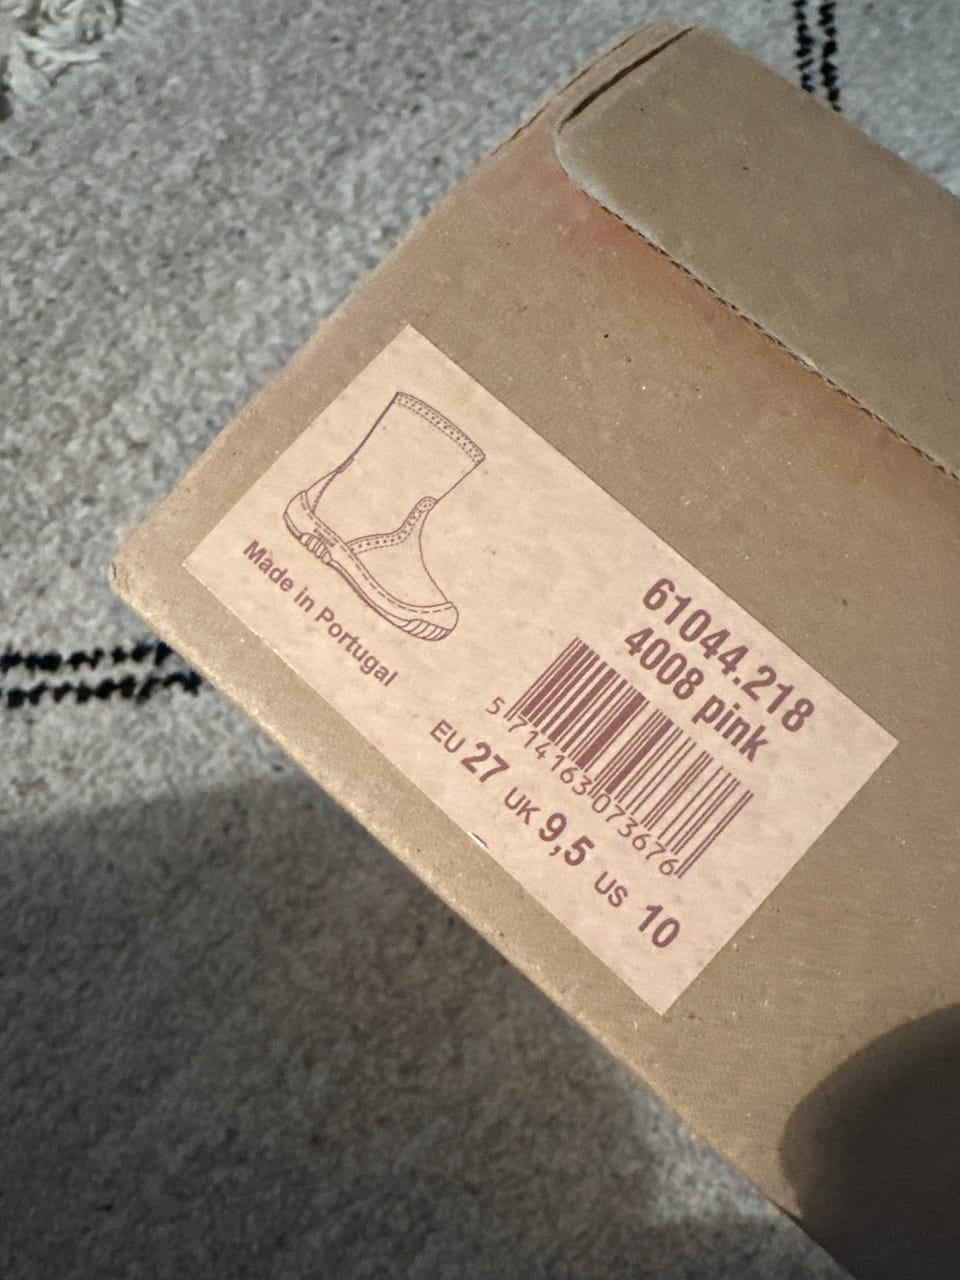 Made in Portugal
61044.218
4008 pink
5 714163 073676
EU 27 UK 9,5 US 10